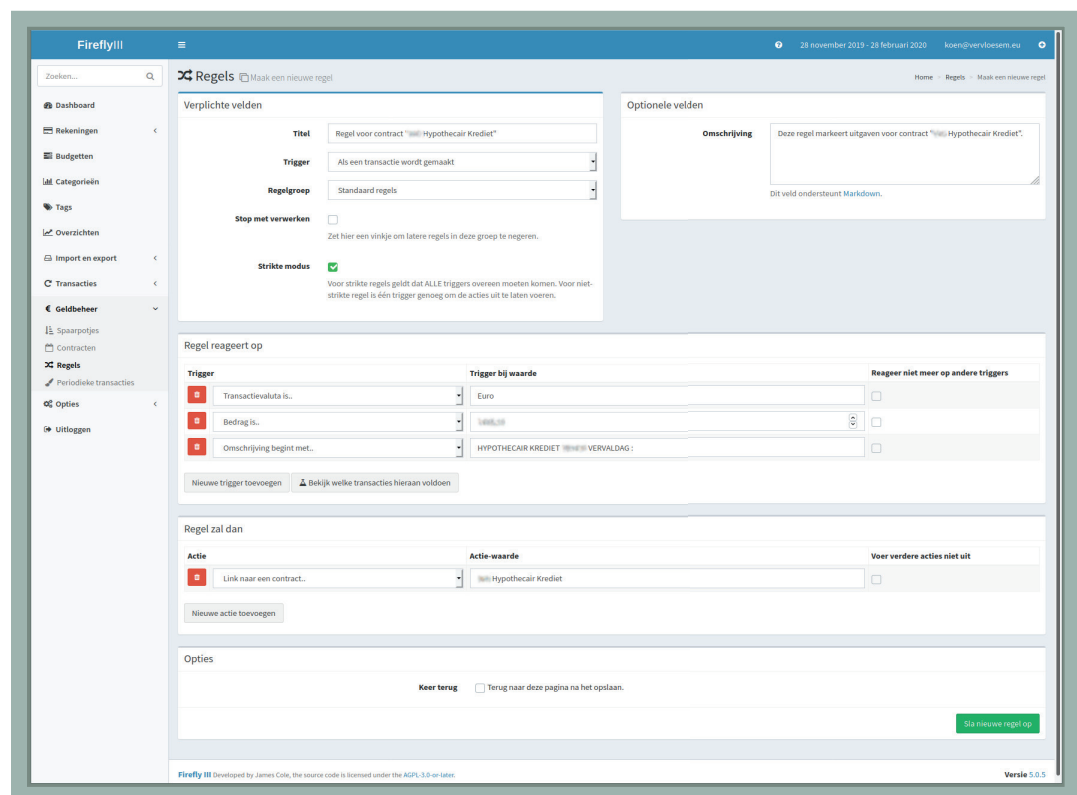 FireflyIII
28 november 2019 - 28 februari 2020 koen@vervloesem.eu
Zoeken...
Dashboard
Rekeningen
Budgetten
Categorieën
Tags
Overzichten
Import en export
Transacties
Geldbeheer
Spaarpotjes
Contracten
Regels
Periodieke transacties
Opties
Uitloggen
Regels Maak een nieuwe regel
Home Regels Maak een nieuwe regel
Verplichte velden
Titel Regel voor contract " Hypothecair Krediet"
Trigger Als een transactie wordt gemaakt
Regelgroep Standaard regels
Stop met verwerken
Zet hier een vinkje om latere regels in deze groep te negeren.
Strikte modus
Voor strikte regels geldt dat ALLE triggers overeen moeten komen. Voor niet-
strikte regel is één trigger genoeg om de acties uit te laten voeren.
Optionele velden
Omschrijving Deze regel markeert uitgaven voor contract " Hypothecair Krediet".
Dit veld ondersteunt Markdown.
Regel reageert op
Trigger Trigger bij waarde Reageer niet meer op andere triggers
Transactievaluta is.. Euro
Bedrag is..
Omschrijving begint met.. HYPOTHECAIR KREDIET VERVALDAG :
Nieuwe trigger toevoegen Bekijk welke transacties hieraan voldoen
Regel zal dan
Actie Actie-waarde Voer verdere acties niet uit
Link naar een contract.. Hypothecair Krediet
Nieuwe actie toevoegen
Opties
Keer terug Terug naar deze pagina na het opslaan.
Sla nieuwe regel op
Firefly III Developed by James Cole, the source code is licensed under the AGPL-3.0-or-later.
Versie 5.0.5